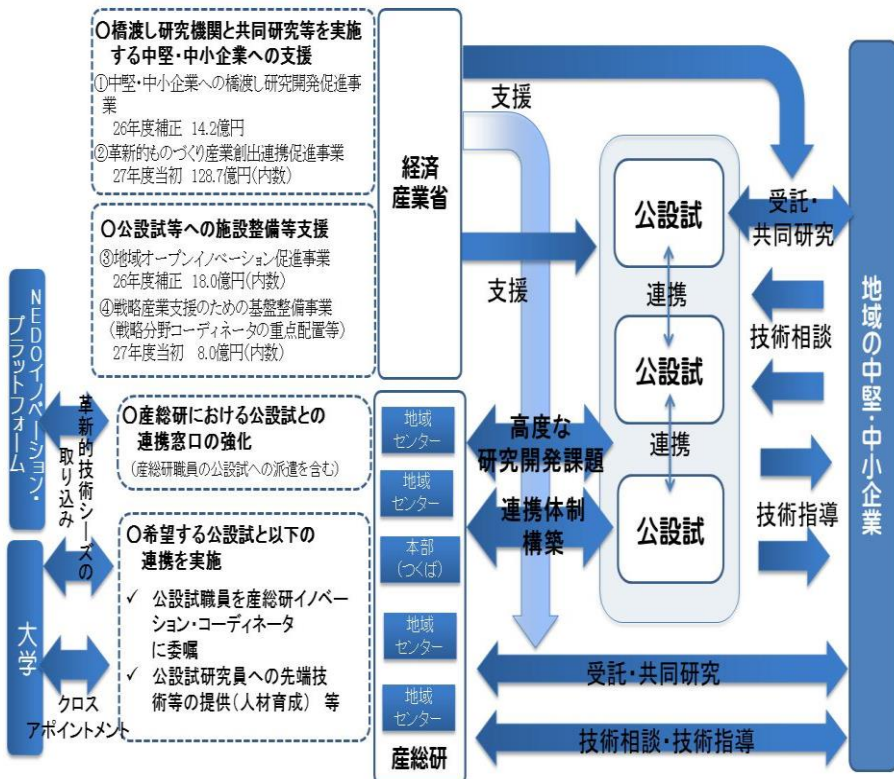 〇橋渡し研究機関と共同研究等を実施
する中堅・中小企業への支援
①中堅・中小企業への橋渡し研究開発促進事
業
26年度補正 14.2億円
②革新的ものづくり産業創出連携促進事業
27年度当初 128.7億円(内数)
〇公設試等への施設整備等支援
③地域オープンイノベーション促進事業
26年度補正 18.0億円(内数)
④戦略産業支援のための基盤整備事業
(戦略分野コーディネータの重点配置等)
27年度当初 8.0億円(内数)
経済
産業省
支援
支援
NEDOイノベーション・
プラットフォーム
大学
革新的技術シーズの
取り込み
クロス
アポイントメント
〇産総研における公設試との
連携窓口の強化
(産総研職員の公設試への派遣を含む)
〇希望する公設試と以下の
連携を実施
✓ 公設試職員を産総研イノベー
ション・コーディネータ
に委嘱
✓ 公設試研究員への先端技
術等の提供(人材育成) 等
地域
センター
地域
センター
本部
(つくば)
地域
センター
地域
センター
産総研
高度な
研究開発課題
連携体制
構築
公設試
連携
公設試
連携
公設試
受託・
共同研究
技術相談
技術指導
受託・共同研究
技術相談・技術指導
地域の中堅・中小企業